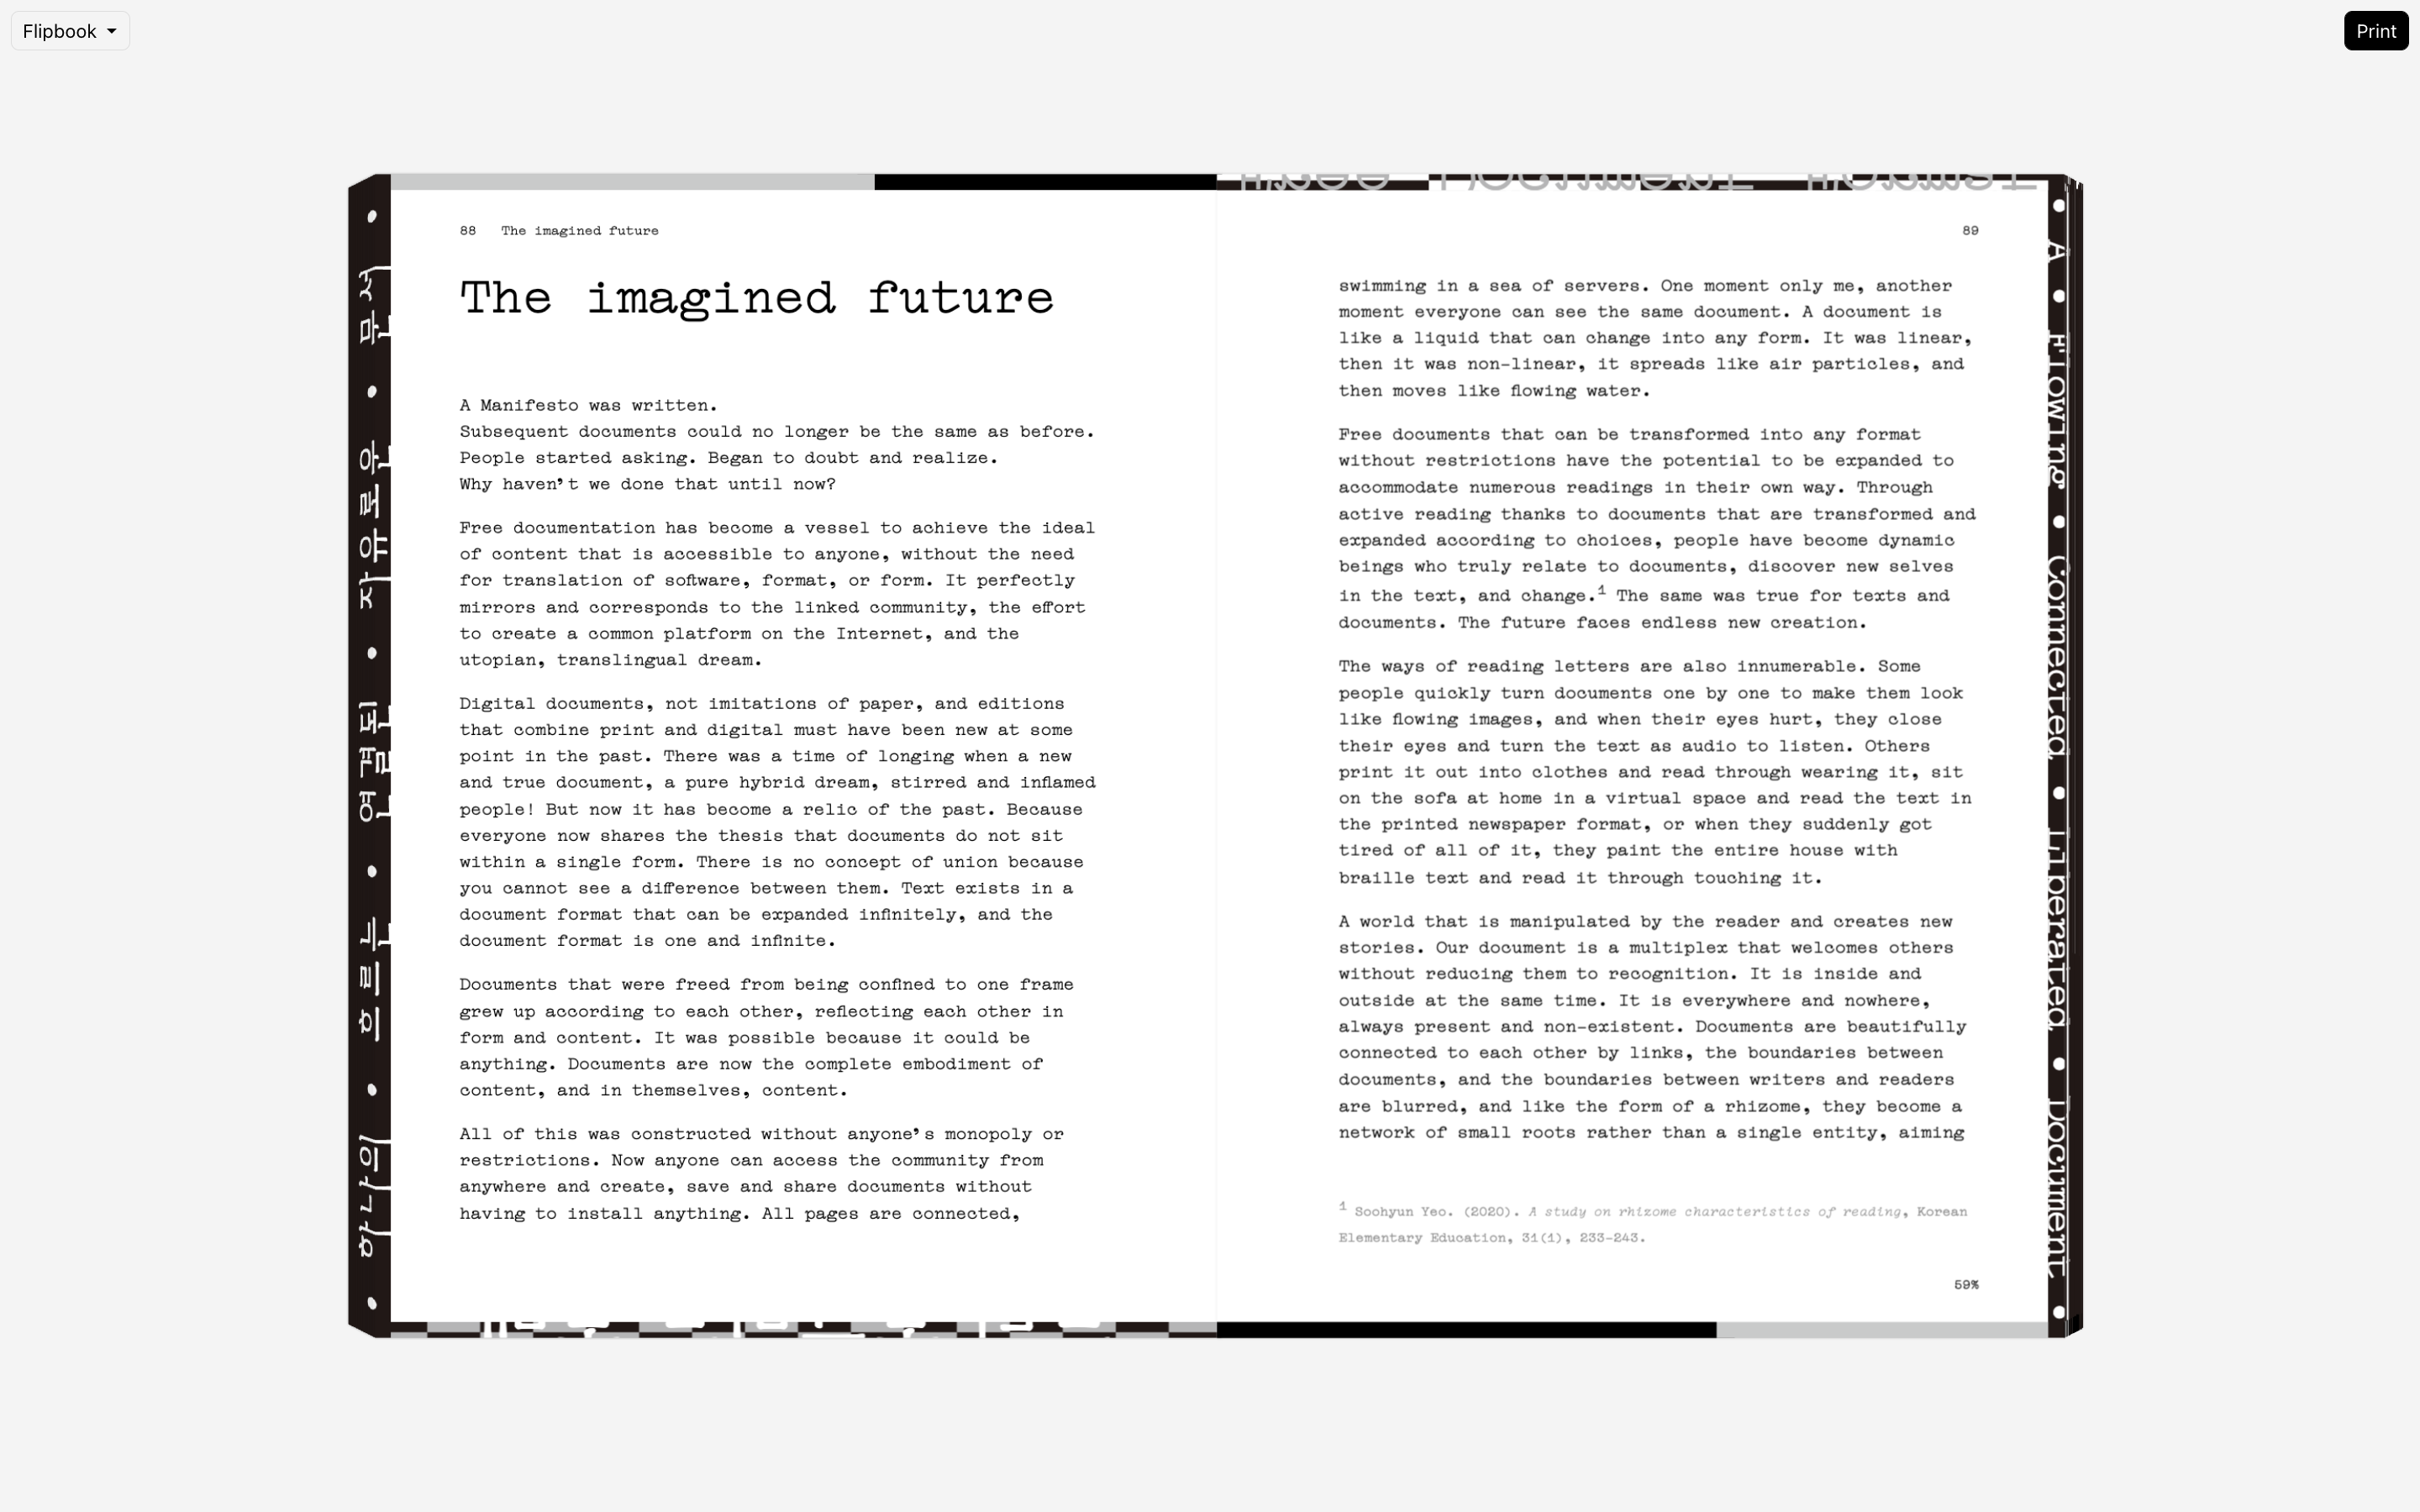 Flipbook
Print
88 The imagined future
The imagined future
A Manifesto was written.
Subsequent documents could no longer be the same as before.
People started asking. Began to doubt and realize.
Why haven’t we done that until now?
Free documentation has become a vessel to achieve the ideal
of content that is accessible to anyone, without the need
for translation of software, format, or form. It perfectly
mirrors and corresponds to the linked community, the effort
to create a common platform on the Internet, and the
utopian, translingual dream.
Digital documents, not imitations of paper, and editions
that combine print and digital must have been new at some
point in the past. There was a time of longing when a new
and true document, a pure hybrid dream, stirred and inflamed
people! But now it has become a relic of the past. Because
everyone now shares the thesis that documents do not sit
within a single form. There is no concept of union because
you cannot see a difference between them. Text exists in a
document format that can be expanded infinitely, and the
document format is one and infinite.
Documents that were freed from being confined to one frame
grew up according to each other, reflecting each other in
form and content. It was possible because it could be
anything. Documents are now the complete embodiment of
content, and in themselves, content.
All of this was constructed without anyone’s monopoly or
restrictions. Now anyone can access the community from
anywhere and create, save and share documents without
having to install anything. All pages are connected,
89
swimming in a sea of servers. One moment only me, another
moment everyone can see the same document. A document is
like a liquid that can change into any form. It was linear,
then it was non-linear, it spreads like air particles, and
then moves like flowing water.
Free documents that can be transformed into any format
without restrictions have the potential to be expanded to
accommodate numerous readings in their own way. Through
active reading thanks to documents that are transformed and
expanded according to choices, people have become dynamic
beings who truly relate to documents, discover new selves
in the text, and change.1 The same was true for texts and
documents. The future faces endless new creation.
The ways of reading letters are also innumerable. Some
people quickly turn documents one by one to make them look
like flowing images, and when their eyes hurt, they close
their eyes and turn the text as audio to listen. Others
print it out into clothes and read through wearing it, sit
on the sofa at home in a virtual space and read the text in
the printed newspaper format, or when they suddenly got
tired of all of it, they paint the entire house with
braille text and read it through touching it.
A world that is manipulated by the reader and creates new
stories. Our document is a multiplex that welcomes others
without reducing them to recognition. It is inside and
outside at the same time. It is everywhere and nowhere,
always present and non-existent. Documents are beautifully
connected to each other by links, the boundaries between
documents, and the boundaries between writers and readers
are blurred, and like the form of a rhizome, they become a
network of small roots rather than a single entity, aiming
1 Soohyun Yeo. (2020). A study on rhizome characteristics of reading, Korean
Elementary Education, 31(1), 233-243.
59%
• 하나의 • 흐르는 • 연결된 • 자유로운 • 문서 •
• A • Flowing • Connected • Liberated • Document •